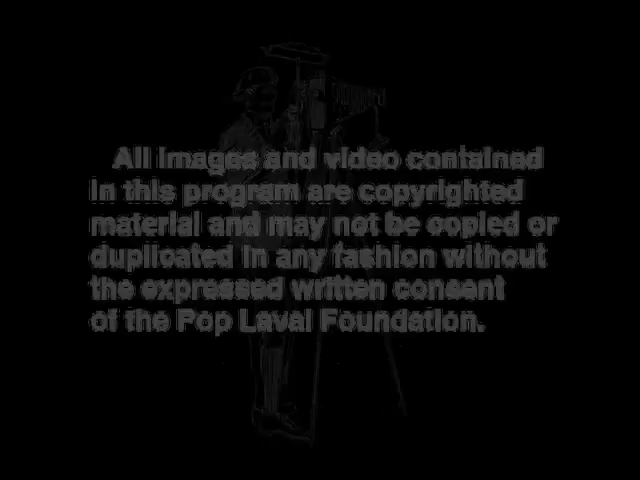 All images and video contained
in this program are copyrighted
material and may not be copied or
duplicated in any fashion without
the expressed written consent
of the Pop Laval Foundation.